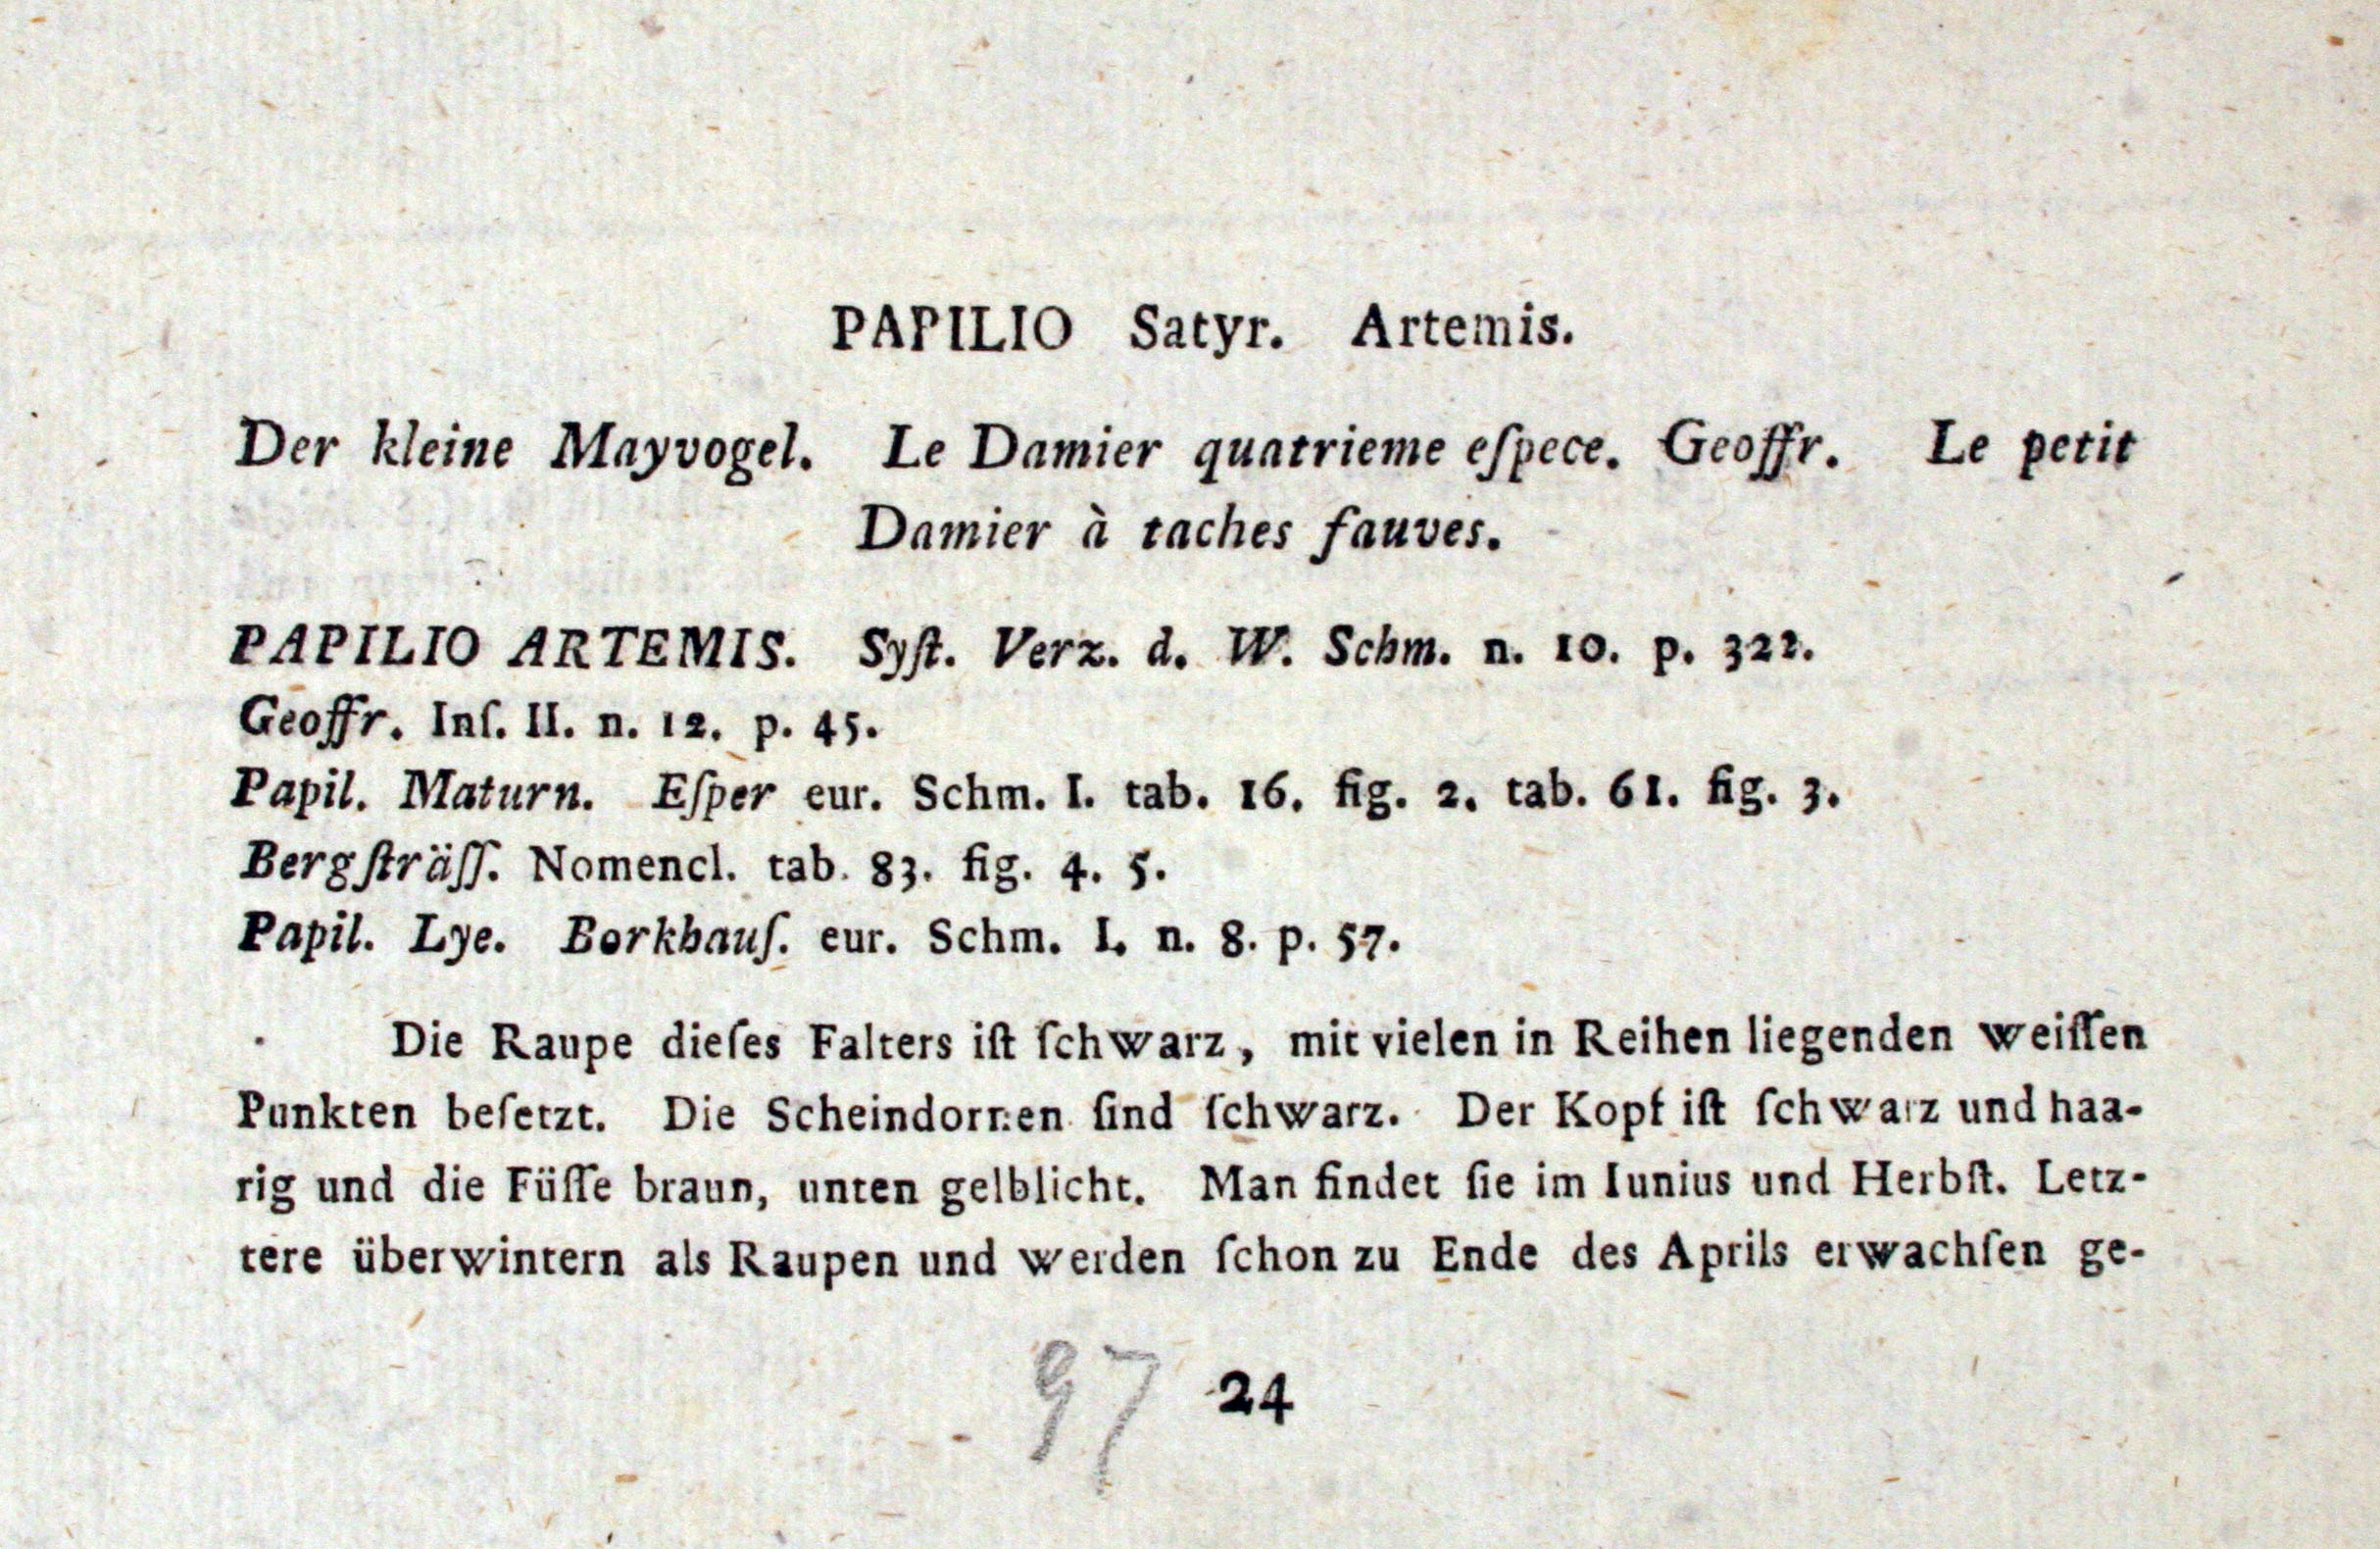 PAPILIO Satyr. Artemis.
Der kleine Mayvogel. Le Damier quatrieme eſpece. Geoffr. Le petit
Damier à taches fauves.
PAPILIO ARTEMIS. Syſt. Verz. d. W. Schm. n. 10. p. 322.
Geoffr. Inſ. II. n. 12. p. 45.
Papil. Maturn. Eſper eur. Schm. I. tab. 16. fig. 2. tab. 61. fig. 3.
Bergſträſſ. Nomencl. tab. 83. fig. 4. 5.
Papil. Lye. Borkhauſ. eur. Schm. I. n. 8. p. 57.
Die Raupe dieſes Falters iſt ſchwarz, mit vielen in Reihen liegenden weiſſen
Punkten beſetzt. Die Scheindornen ſind ſchwarz. Der Kopf iſt ſchwarz und haa-
rig und die Füſſe braun, unten gelblicht. Man findet ſie im Iunius und Herbſt. Letz-
tere überwintern als Raupen und werden ſchon zu Ende des Aprils erwachſen ge-
97 24